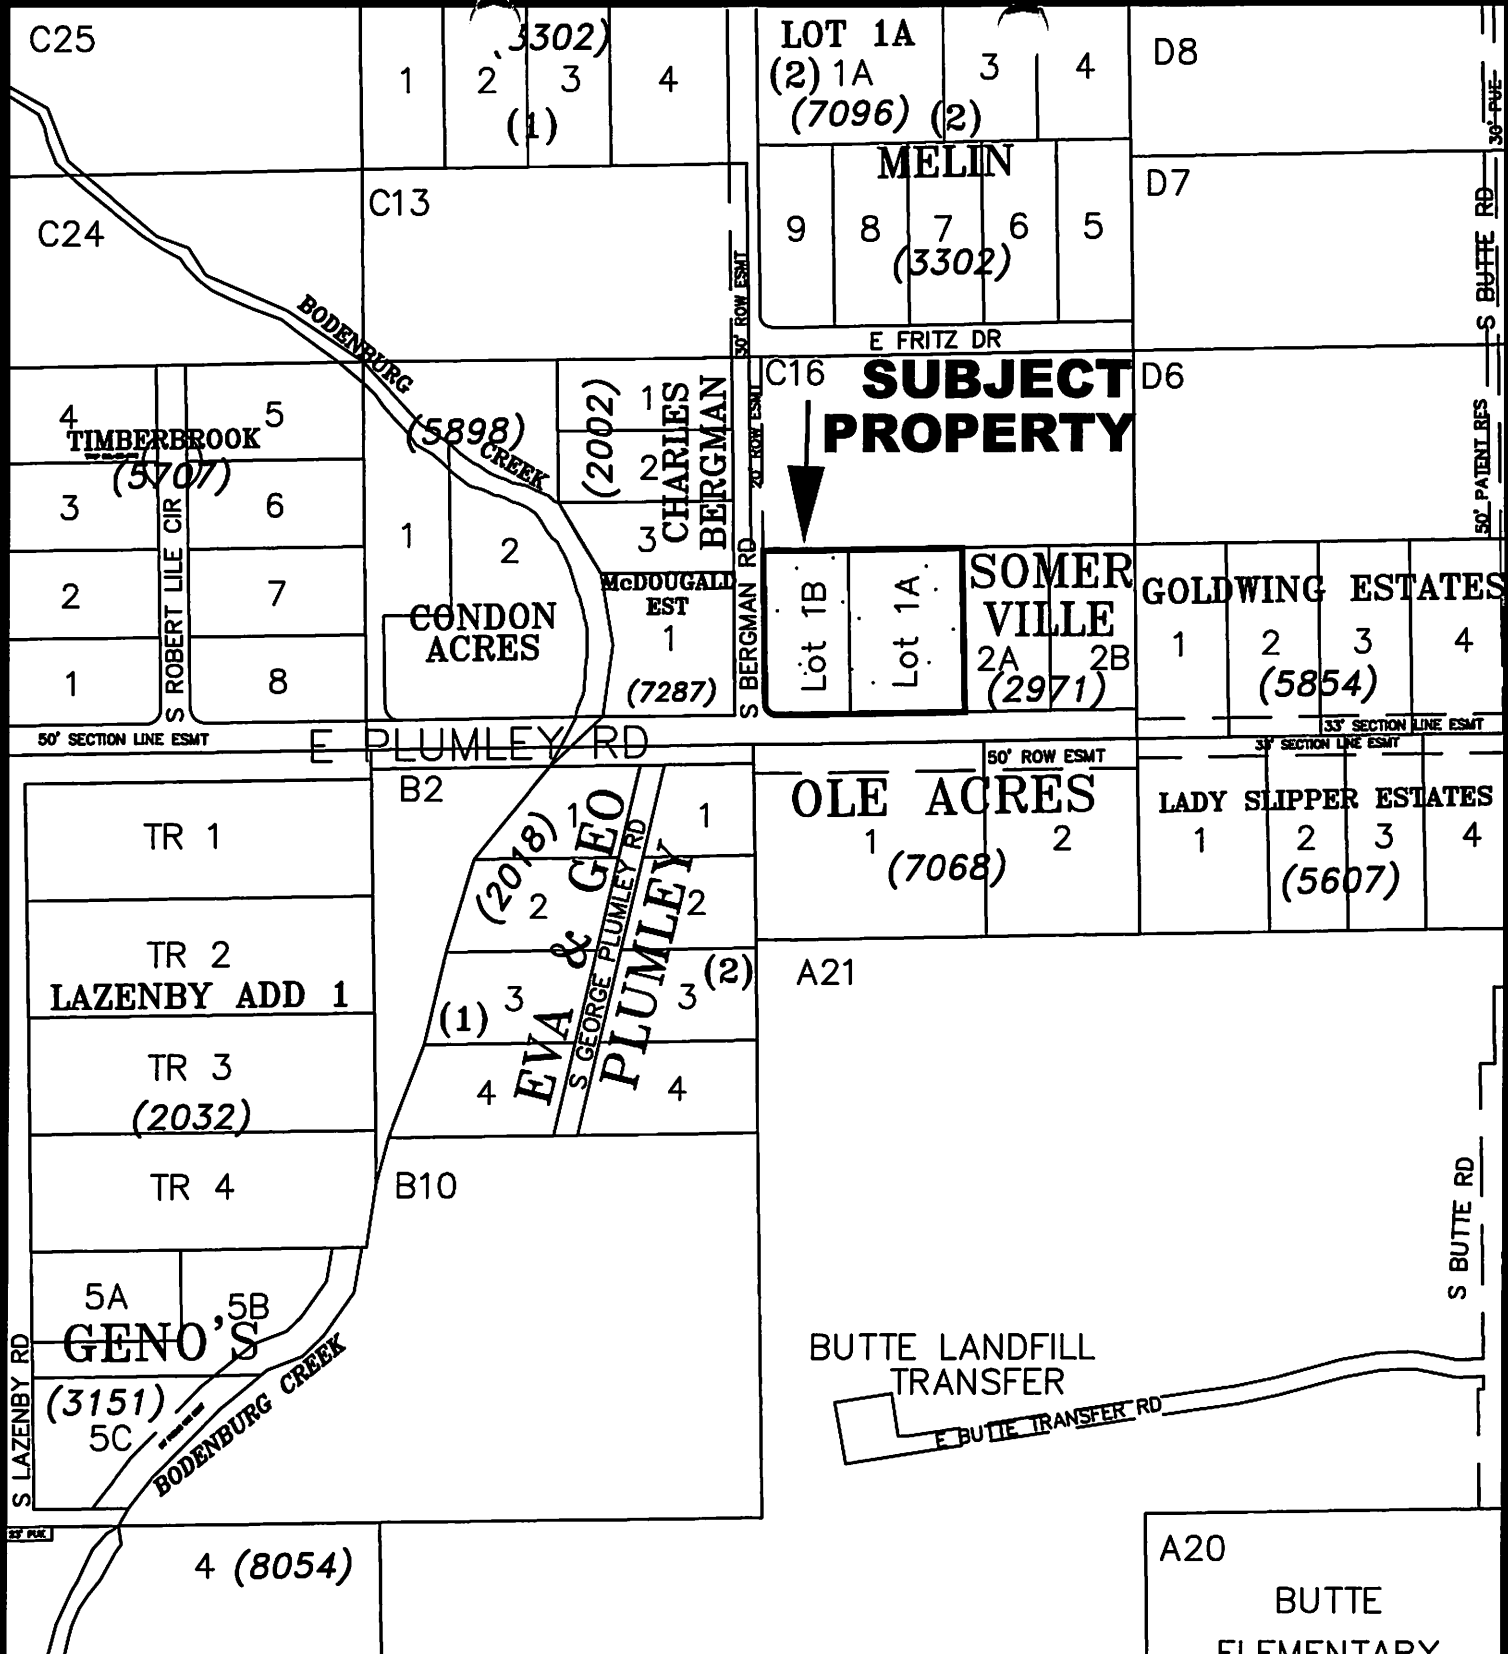 C25
1
2
3302)
3
(1)
4
LOT 1A
(2) 1A
(7096)
(2)
3
4
D8
30' PUE
C24
C13
MELIN
9
8
7
6
5
(3302)
D7
S BUTTE RD
BODENBURG
CREEK
30' ROW ESMT
E FRITZ DR
C16
SUBJECT
PROPERTY
D6
4
5
TIMBERBROOK
(5707)
3
6
2
7
1
8
S ROBERT LILE CIR
(5898)
1
2
CONDON
ACRES
(2002)
1
2
3
CHARLES
BERGMAN
20' ROW ESMT
McDOUGALL
EST
1
(7287)
S BERGMAN RD
Lot 1B
Lot 1A
SOMER
VILLE
2A
2B
(2971)
50' PATENT RES
GOLDWING ESTATES
1
2
3
4
(5854)
50' SECTION LINE ESMT
E PLUMLEY RD
33' SECTION LINE ESMT
33' SECTION LINE ESMT
50' ROW ESMT
B2
TR 1
TR 2
LAZENBY ADD 1
TR 3
(2032)
TR 4
(2018)
1
2
3
4
(1)
EVA & GEO
PLUMLEY
S GEORGE PLUMLEY RD
1
2
3
4
(2)
OLE ACRES
1
2
(7068)
LADY SLIPPER ESTATES
1
2
3
4
(5607)
A21
B10
S BUTTE RD
5A
5B
GENO'S
(3151)
5C
S LAZENBY RD
BODENBURG CREEK
BUTTE LANDFILL
TRANSFER
E BUTTE TRANSFER RD
4 (8054)
A20
BUTTE
ELEMENTARY